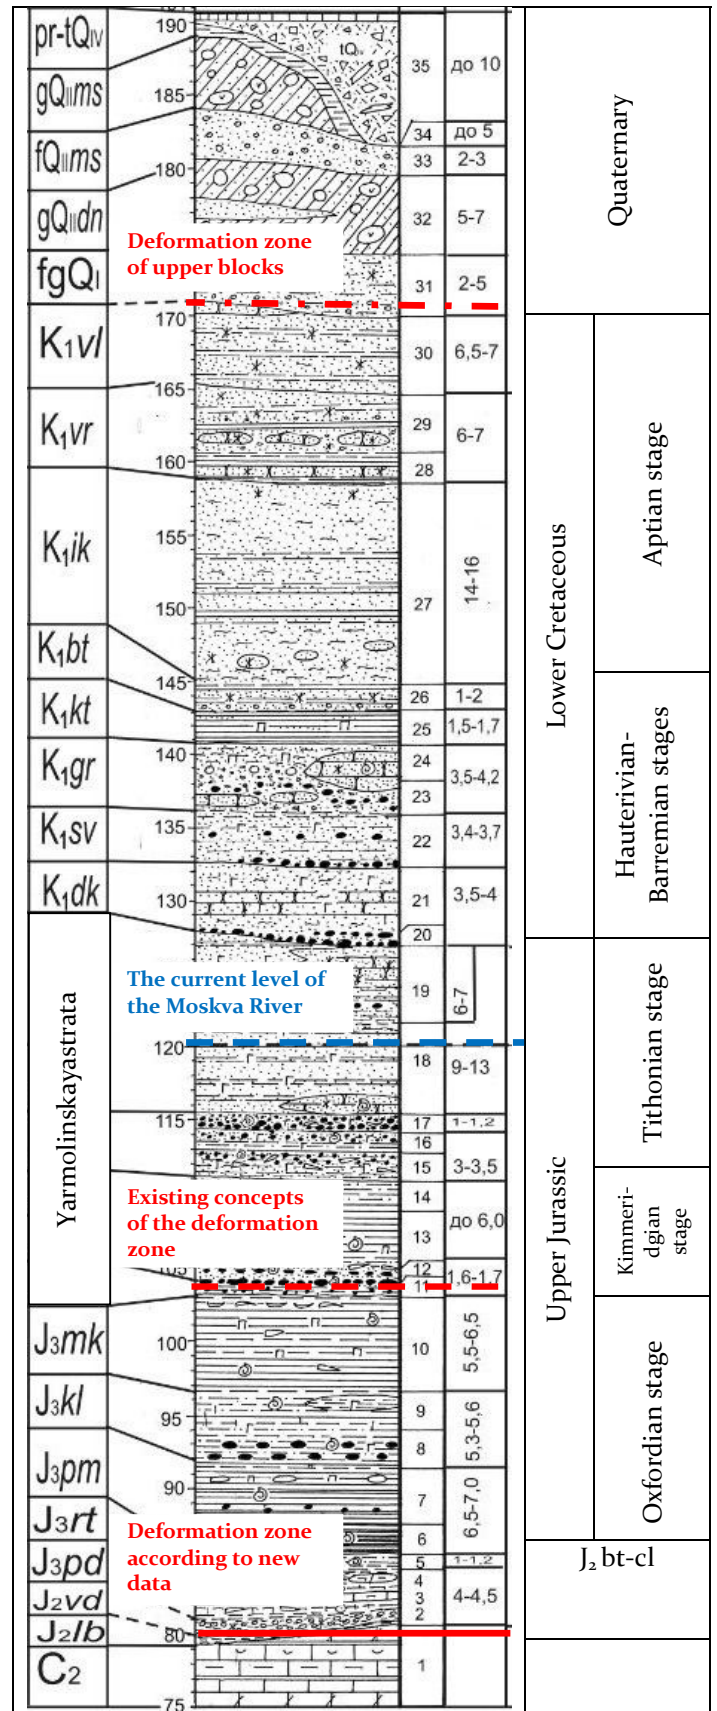 190
pr-tQIV
35
до 10
gQIIms
185
34
до 5
33
2-3
fQIIms
180
32
5-7
gQIIdn
Deformation zone
of upper blocks
fgQI
31
2-5
170
Quaternary
K1vl
30
6,5-7
165
K1vr
29
6-7
160
28
155
K1ik
27
14-16
150
K1bt
145
26
1-2
K1kt
25
1,5-1,7
140
K1gr
24
3,5-4,2
23
135
K1sv
22
3,4-3,7
K1dk
130
21
3,5-4
20
Lower Cretaceous
Aptian stage
Hauterivian-
Barremian stages
Yarmolinskayastrata
The current level of
the Moskva River
19
6-7
120
18
9-13
115
17
1-1,2
16
15
3-3,5
14
Existing concepts
of the deformation
zone
13
до 6,0
105
12
11
1,6-1,7
Upper Jurassic
Tithonian stage
Kimmeri-
dgian
stage
J3mk
100
10
5,5-6,5
J3kl
95
9
5,3-5,6
8
J3pm
90
7
6,5-7,0
J3rt
6
Deformation zone
according to new
data
Oxfordian stage
J3pd
5
1-1,2
J2 bt-cl
4
J2vd
3
4-4,5
2
J2lb
80
C2
1
75